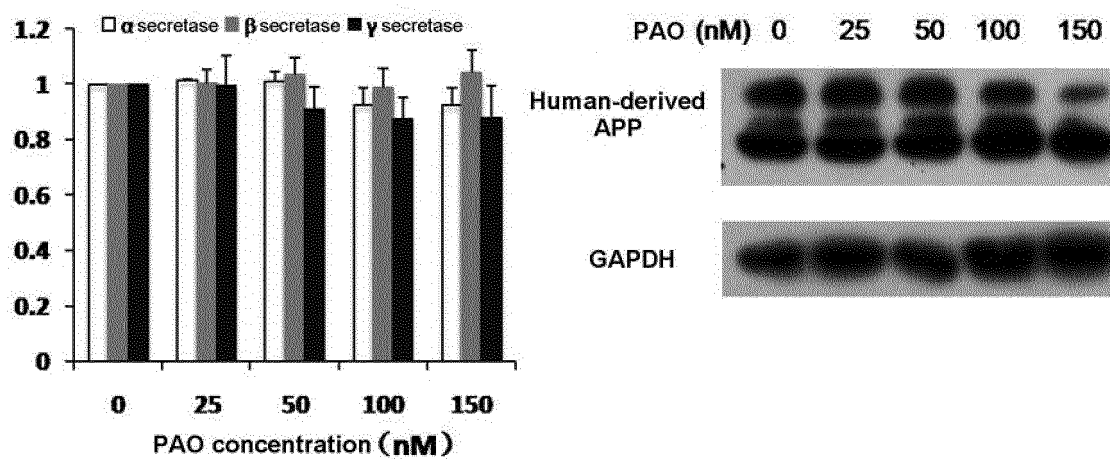 α secretase β secretase γ secretase
1.2
1
0.8
0.6
0.4
0.2
0
0 25 50 100 150
PAO concentration (nM)
PAO (nM) 0 25 50 100 150
Human-derived
APP
GAPDH